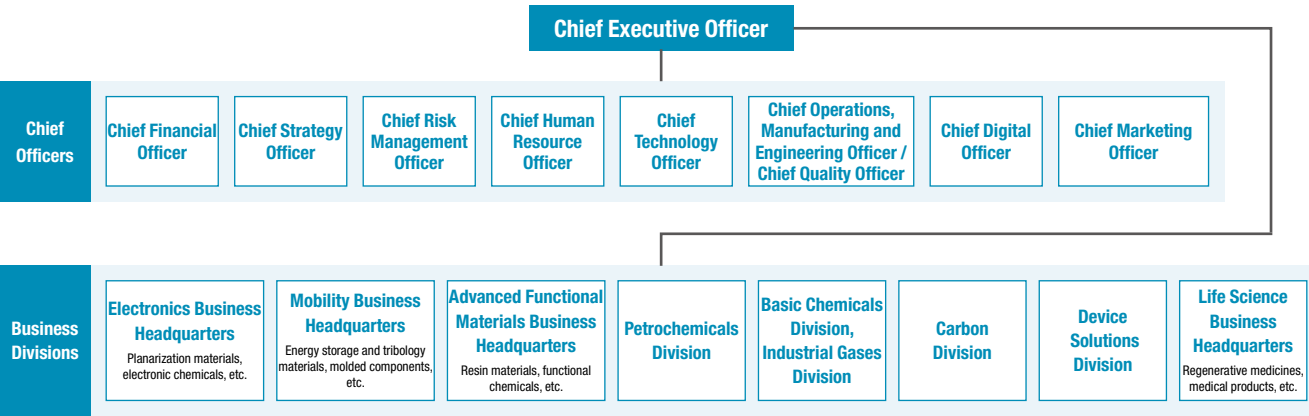 Chief Executive Officer
Chief
Officers
Chief Financial
Officer
Chief Strategy
Officer
Chief Risk
Management
Officer
Chief Human
Resource
Officer
Chief
Technology
Officer
Chief Operations,
Manufacturing and
Engineering Officer /
Chief Quality Officer
Chief Digital
Officer
Chief Marketing
Officer
Business
Divisions
Electronics Business
Headquarters
Planarization materials,
electronic chemicals, etc.
Mobility Business
Headquarters
Energy storage and tribology
materials, molded components,
etc.
Advanced Functional
Materials Business
Headquarters
Resin materials, functional
chemicals, etc.
Petrochemicals
Division
Basic Chemicals
Division,
Industrial Gases
Division
Carbon
Division
Device
Solutions
Division
Life Science
Business
Headquarters
Regenerative medicines,
medical products, etc.